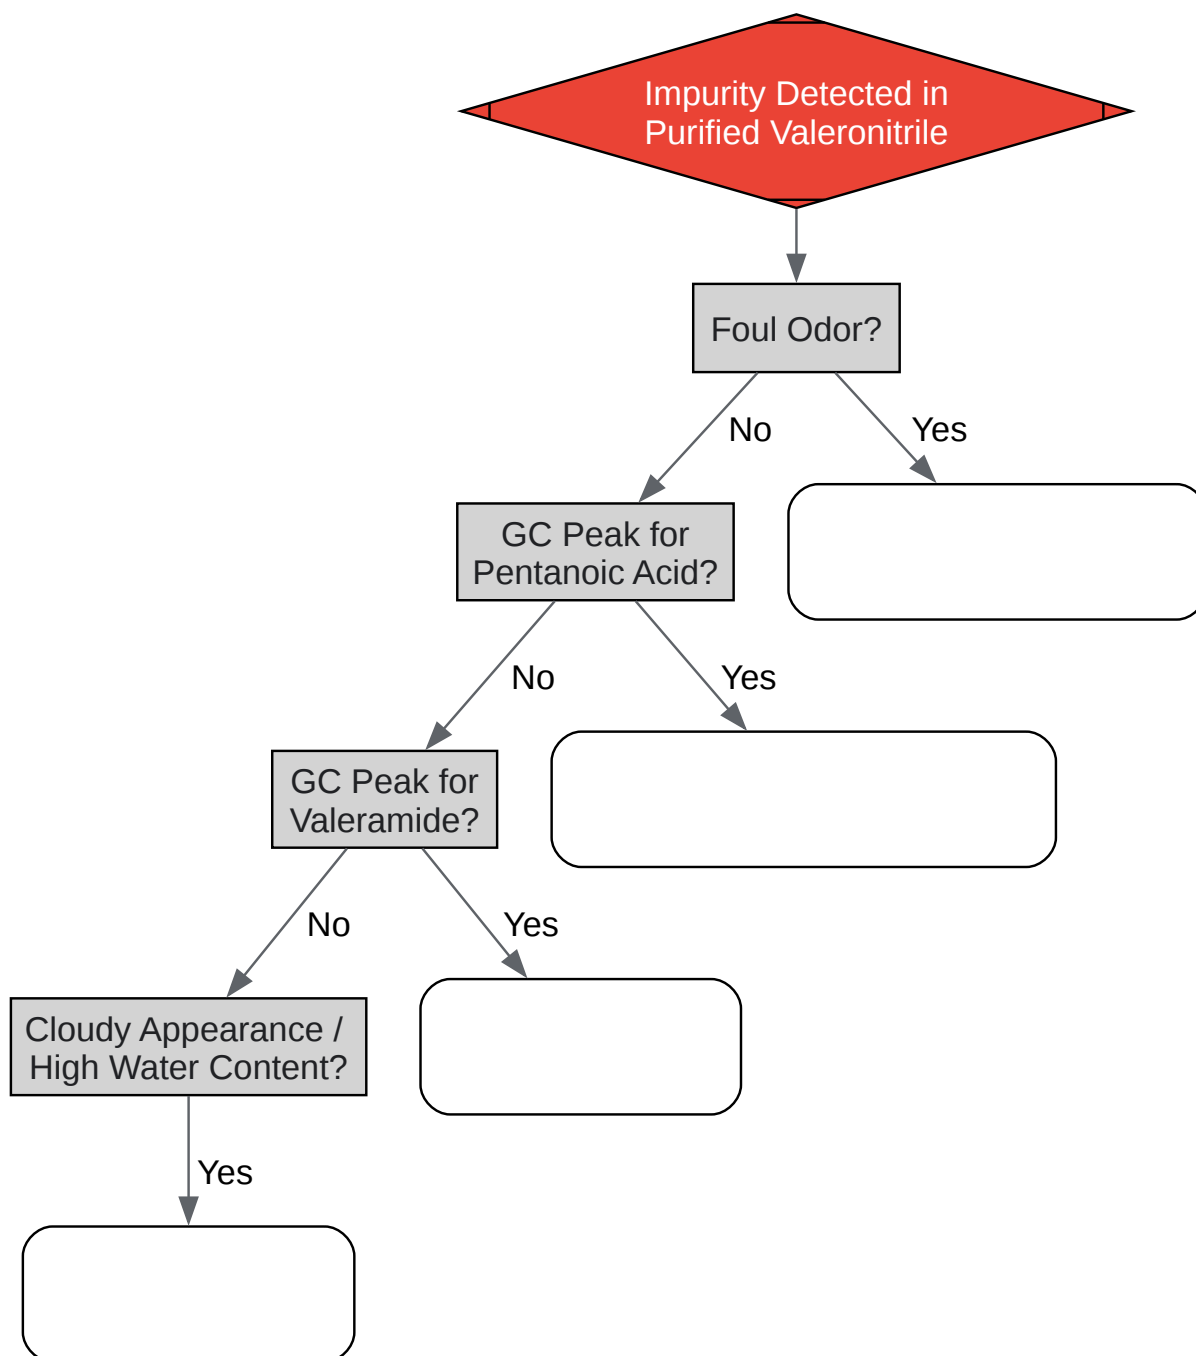 Impurity Detected in
Purified Valeronitrile
Foul Odor?
No
Yes
GC Peak for
Pentanoic Acid?
No
Yes
GC Peak for
Valeramide?
No
Yes
Cloudy Appearance /
High Water Content?
Yes